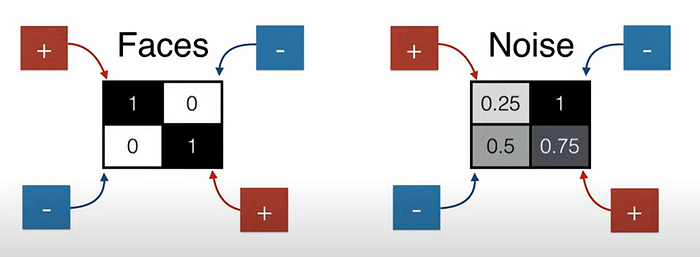 + Faces - + Noise -
1 0 0.25 1
0 1 0.5 0.75
- + - +